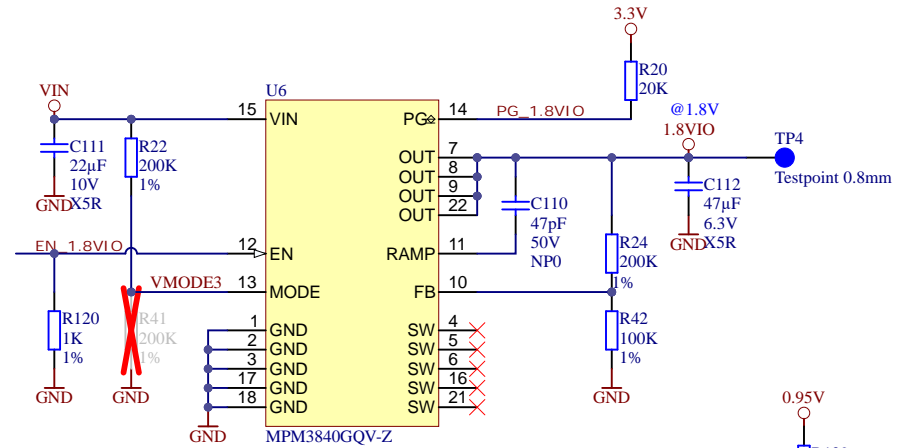 3.3V
R20
20K
VIN
U6
15
VIN
PG
14
PG_1.8VIO
@1.8V
1.8VIO
TP4
Testpoint 0.8mm
C111
22µF
10V
X5R
GND
R22
200K
1%
OUT
7
OUT
8
OUT
9
OUT
22
C110
47pF
50V
NP0
C112
47µF
6.3V
X5R
GND
EN_1.8VIO
12
EN
RAMP
11
R24
200K
1%
VMODE3
13
MODE
FB
10
R120
1K
1%
GND
R41
200K
1%
GND
1
GND
2
GND
3
GND
17
GND
18
GND
GND
SW
4
SW
5
SW
6
SW
16
SW
21
R42
100K
1%
GND
MPM3840GQV-Z
0.95V